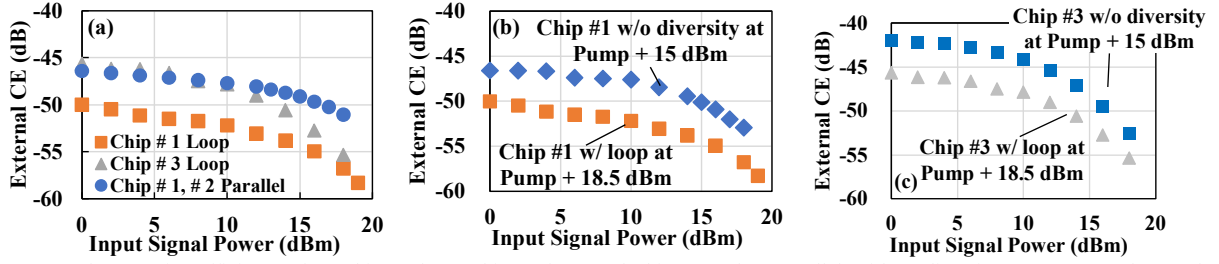 (a)
External CE (dB)
-40
-45
-50
-55
-60
Chip # 1 Loop
Chip # 3 Loop
Chip # 1, # 2 Parallel
0 5 10 15 20
Input Signal Power (dBm)
(b)
External CE (dB)
-40
-45
-50
-55
-60
Chip #1 w/o diversity at
Pump + 15 dBm
Chip #1 w/ loop at
Pump + 18.5 dBm
0 5 10 15 20
Input Signal Power (dBm)
(c)
External CE (dB)
-40
-45
-50
-55
-60
Chip #3 w/o diversity
at Pump + 15 dBm
Chip #3 w/ loop at
Pump + 18.5 dBm
0 5 10 15 20
Input Signal Power (dBm)